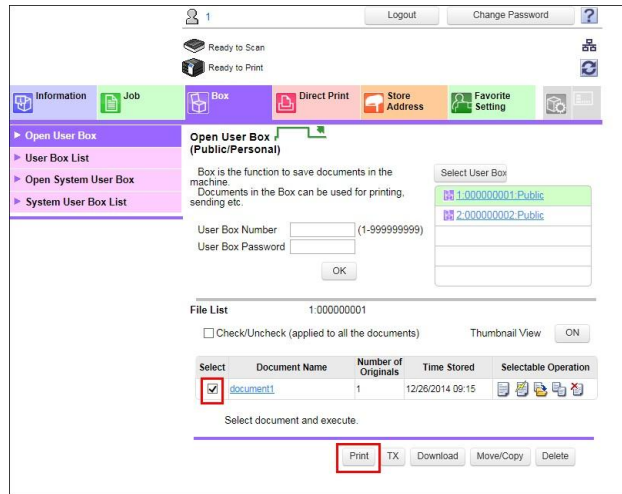 1
Logout
Change Password
?
Ready to Scan
Ready to Print
Information
Job
Box
Direct Print
Store
Address
Favorite
Setting
Open User Box
User Box List
Open System User Box
System User Box List
Open User Box
(Public/Personal)
Box is the function to save documents in the
machine.
Documents in the Box can be used for printing,
sending etc.
User Box Number
(1-999999999)
User Box Password
OK
Select User Box
1:000000001:Public
2:000000002:Public
File List
1:000000001
Check/Uncheck (applied to all the documents)
Thumbnail View
ON
Select
Document Name
Number of
Originals
Time Stored
Selectable Operation
document1
1
12/26/2014 09:15
Select document and execute.
Print
TX
Download
Move/Copy
Delete